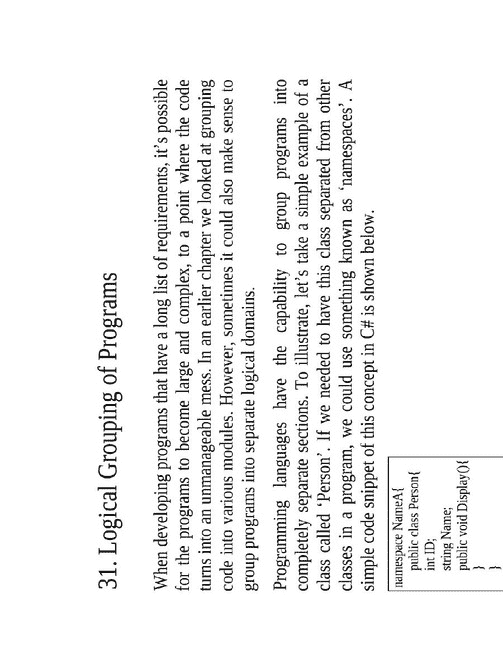 31. Logical Grouping of Programs
When developing programs that have a long list of requirements, it's possible
for the programs to become large and complex, to a point where the code
turns into an unmanageable mess. In an earlier chapter we looked at grouping
code into various modules. However, sometimes it could also make sense to
group programs into separate logical domains.
Programming languages have the capability to group programs into
completely separate sections. To illustrate, let's take a simple example of a
class called ‘Person’. If we needed to have this class separated from other
classes in a program, we could use something known as ‘namespaces’. A
simple code snippet of this concept in C# is shown below.
namespace NameA{
public class Person{
int ID;
string Name;
public void Display(){
}
}